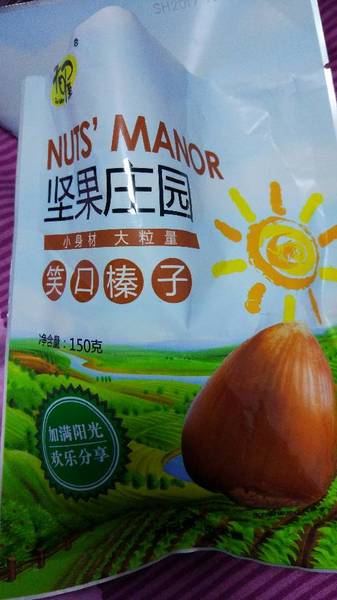 SH2017
®
NUTS' MANOR
坚果庄园
小身材 大粒量
笑口榛子
净含量：150克
加满阳光
欢乐分享